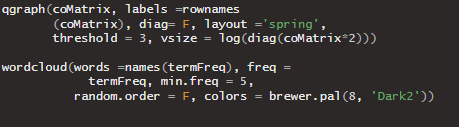 qgraph(coMatrix, labels =rownames
(coMatrix), diag= F, layout ='spring',
threshold = 3, vsize = log(diag(coMatrix*2)))
wordcloud(words =names(termFreq), freq =
termFreq, min.freq = 5,
random.order = F, colors = brewer.pal(8, 'Dark2'))